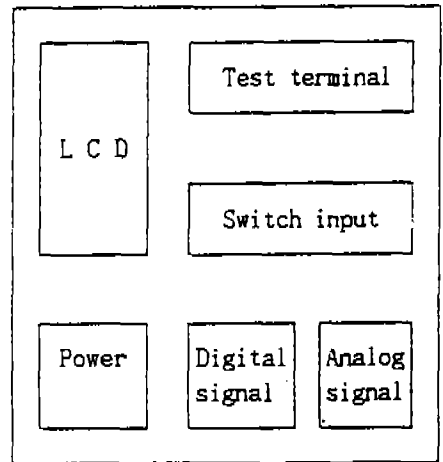 Test terminal
L C D
Switch input
Power
Digital
signal
Analog
signal